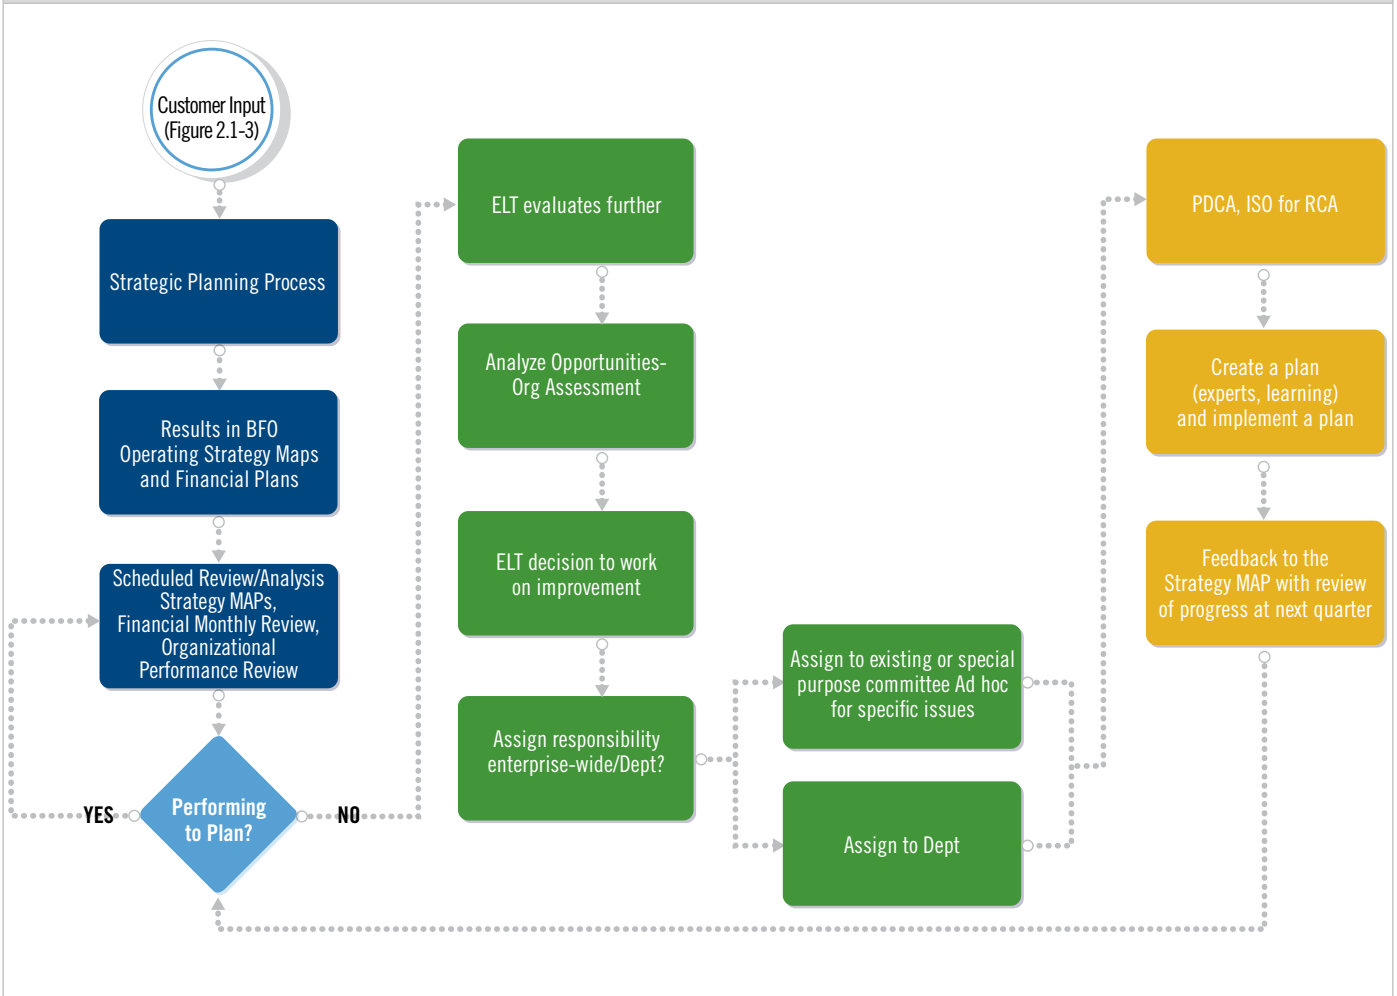 Customer Input
(Figure 2.1-3)
Strategic Planning Process
Results in BFO
Operating Strategy Maps
and Financial Plans
Scheduled Review/Analysis
Strategy MAPs,
Financial Monthly Review,
Organizational
Performance Review
Performing
to Plan?
YES
NO
ELT evaluates further
Analyze Opportunities-
Org Assessment
ELT decision to work
on improvement
Assign responsibility
enterprise-wide/Dept?
Assign to existing or special
purpose committee Ad hoc
for specific issues
Assign to Dept
PDCA, ISO for RCA
Create a plan
(experts, learning)
and implement a plan
Feedback to the
Strategy MAP with review
of progress at next quarter